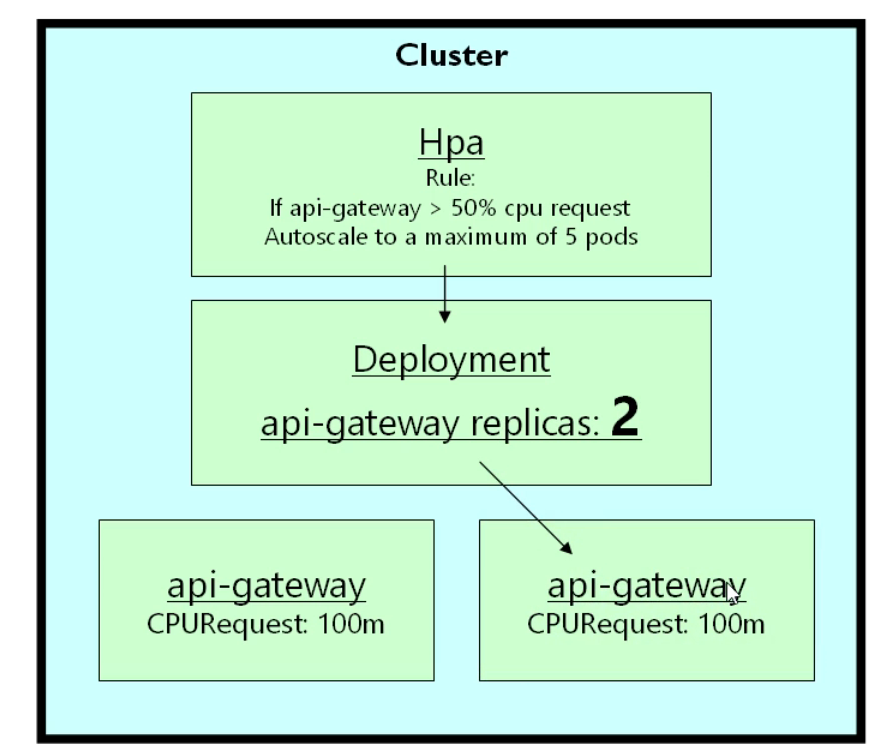 Cluster
Hpa
Rule:
If api-gateway > 50% cpu request
Autoscale to a maximum of 5 pods
Deployment
api-gateway replicas: 2
api-gateway
CPURequest: 100m
api-gateway
CPURequest: 100m